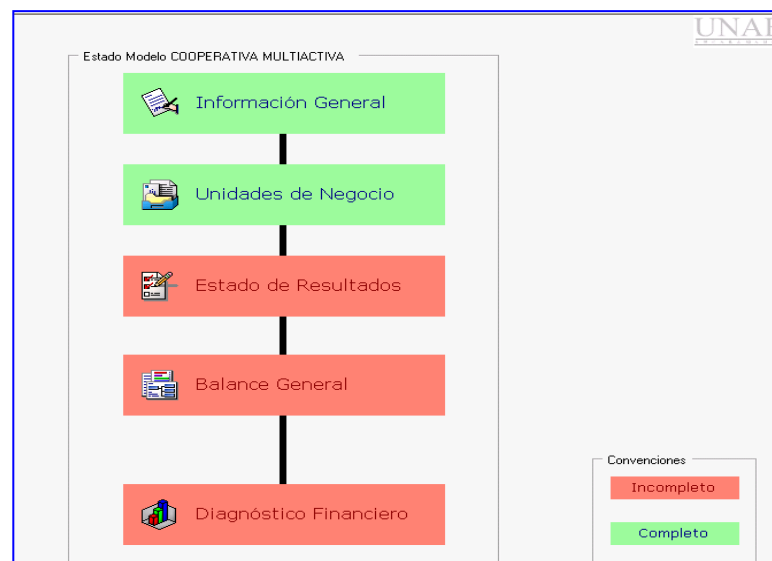 UNAB
Estado Modelo COOPERATIVA MULTIACTIVA
Información General
Unidades de Negocio
Estado de Resultados
Balance General
Diagnóstico Financiero
Convenciones
Incompleto
Completo